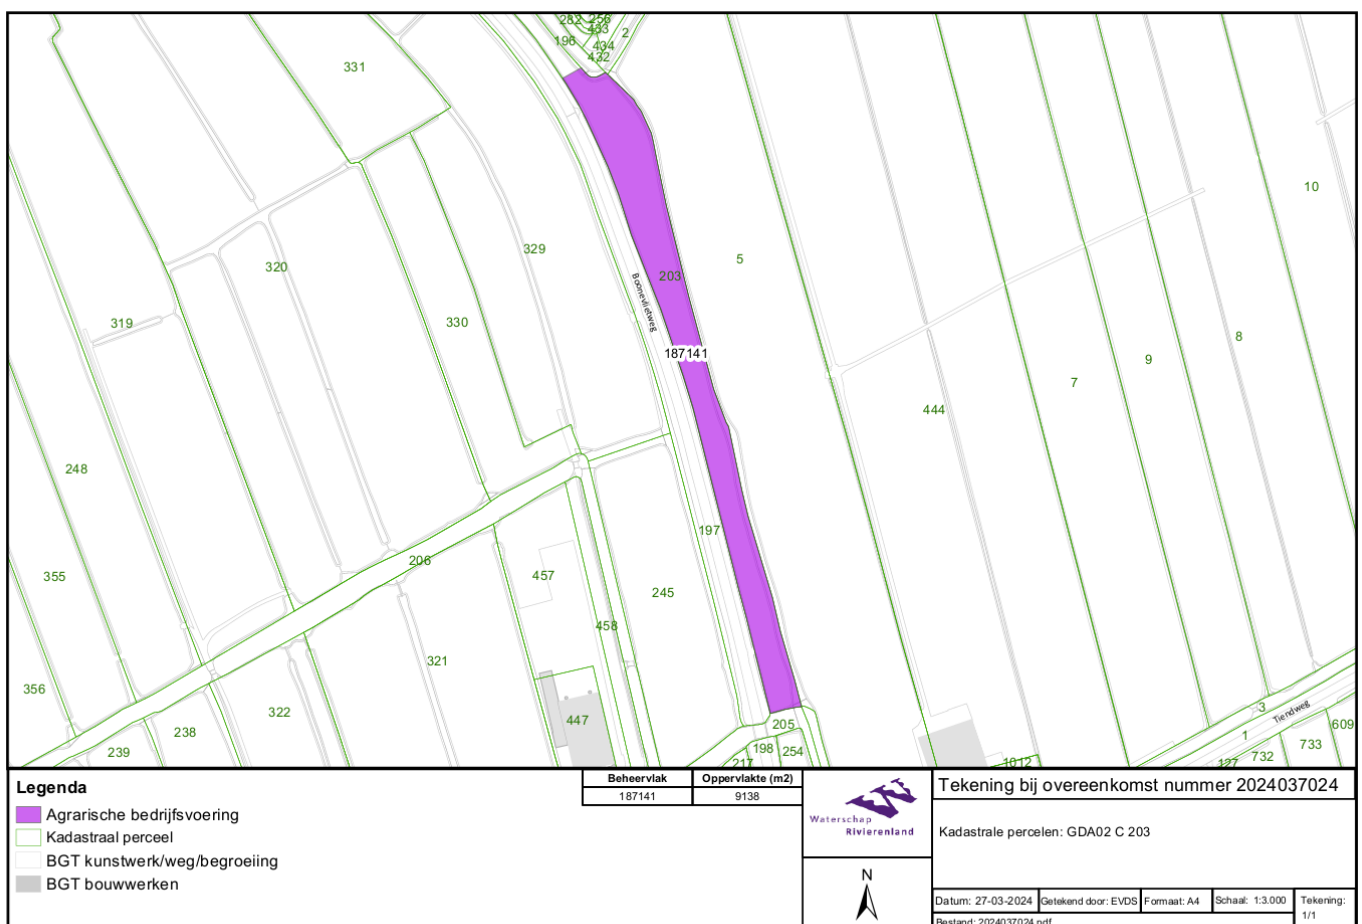 282 256
433
196 434 2
432
331
10
329
320
5
203
Boonevlietweg
319
330
187141
8
9
7
444
248
197
206
355
457
245
458
321
356
322
447
238
239
205
198 254
217
3
Tiendweg
1
609
733
732
127
1012
Legenda
Agrarische bedrijfsvoering
Kadastraal perceel
BGT kunstwerk/weg/begroeiing
BGT bouwwerken
Beheervlak Oppervlakte (m2)
187141 9138
Waterschap
Rivierenland
N
Tekening bij overeenkomst nummer 2024037024
Kadastrale percelen: GDA02 C 203
Datum: 27-03-2024 Getekend door: EVDS Formaat: A4 Schaal: 1:3.000 Tekening:
1/1
Bestand: 2024037024.pdf